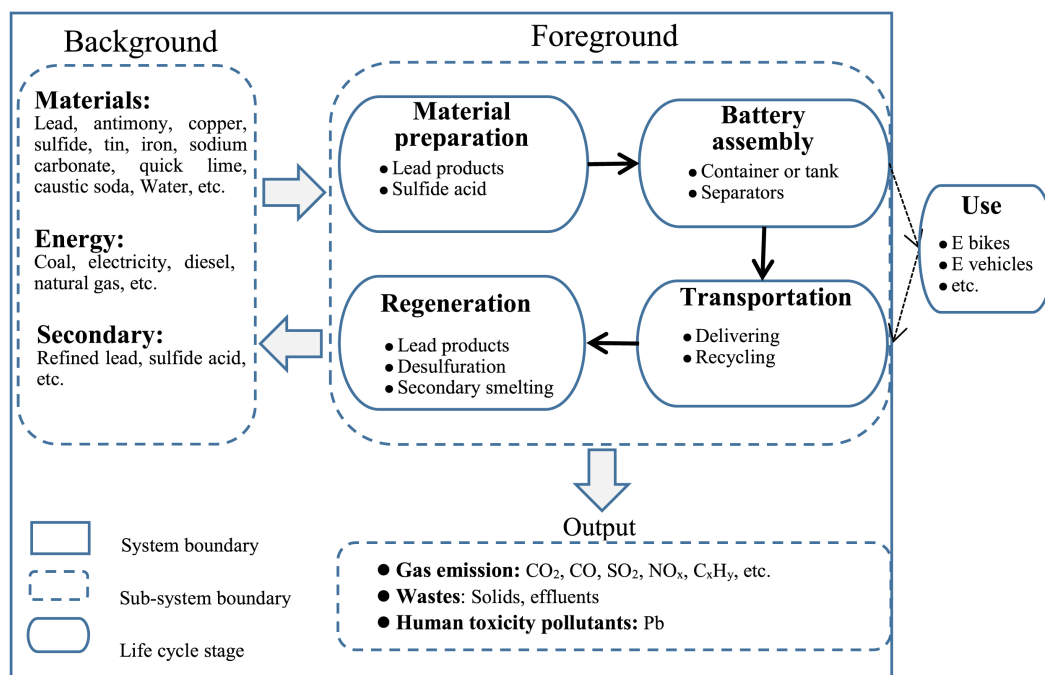 Background
Materials:
Lead, antimony, copper,
sulfide, tin, iron, sodium
carbonate, quick lime,
caustic soda, Water, etc.
Energy:
Coal, electricity, diesel,
natural gas, etc.
Secondary:
Refined lead, sulfide acid,
etc.
Foreground
Material
preparation
● Lead products
● Sulfide acid
Battery
assembly
● Container or tank
● Separators
Regeneration
● Lead products
● Desulfuration
● Secondary smelting
Transportation
● Delivering
● Recycling
Use
● E bikes
● E vehicles
● etc.
Output
● Gas emission: CO₂, CO, SO₂, NOₓ, CₓHᵧ, etc.
● Wastes: Solids, effluents
● Human toxicity pollutants: Pb
System boundary
Sub-system boundary
Life cycle stage